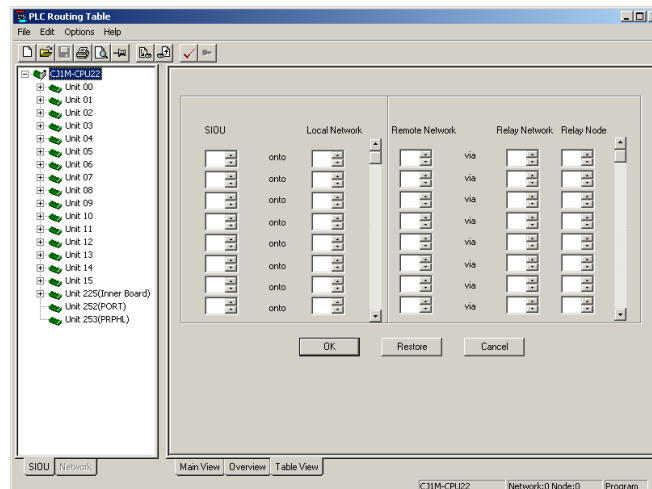 PLC Routing Table
File Edit Options Help
CJ1M-CPU22
Unit 00
Unit 01
Unit 02
Unit 03
Unit 04
Unit 05
Unit 06
Unit 07
Unit 08
Unit 09
Unit 10
Unit 11
Unit 12
Unit 13
Unit 14
Unit 15
Unit 225(Inner Board)
Unit 252(PORT)
Unit 253(PRPHL)
SIOU Network
SIOU Local Network Remote Network Relay Network Relay Node
onto via
onto via
onto via
onto via
onto via
onto via
onto via
onto via
OK Restore Cancel
Main View Overview Table View
CJ1M-CPU22 Network:0 Node:0 Program